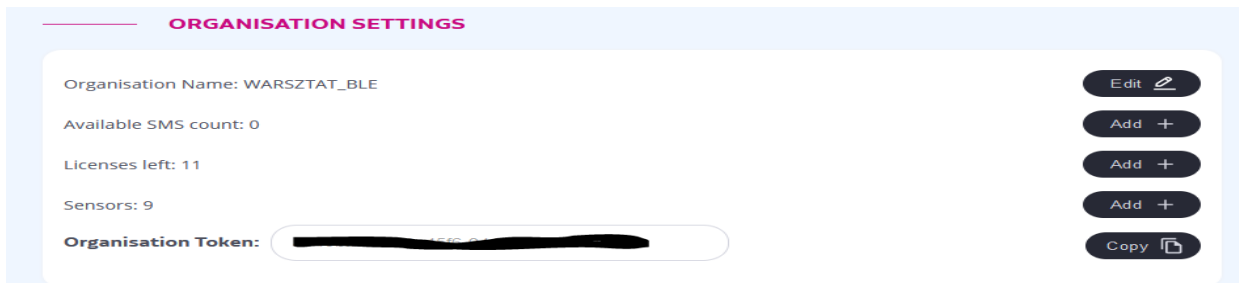 ORGANISATION SETTINGS
Organisation Name: WARSZTAT_BLE Edit
Available SMS count: 0 Add +
Licenses left: 11 Add +
Sensors: 9 Add +
Organisation Token: Copy